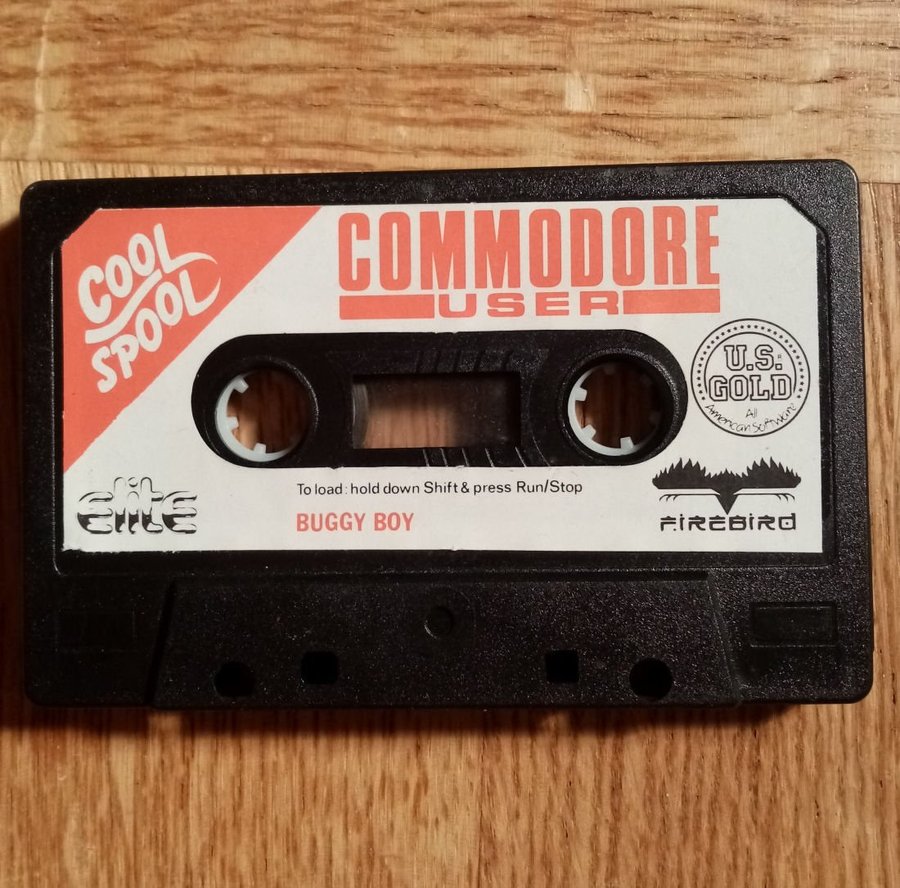 COOL
SPOOL
COMMODORE
USER
U.S.
GOLD
All
American Software
To load: hold down Shift & press Run/Stop
BUGGY BOY
elite
FIREBIRD